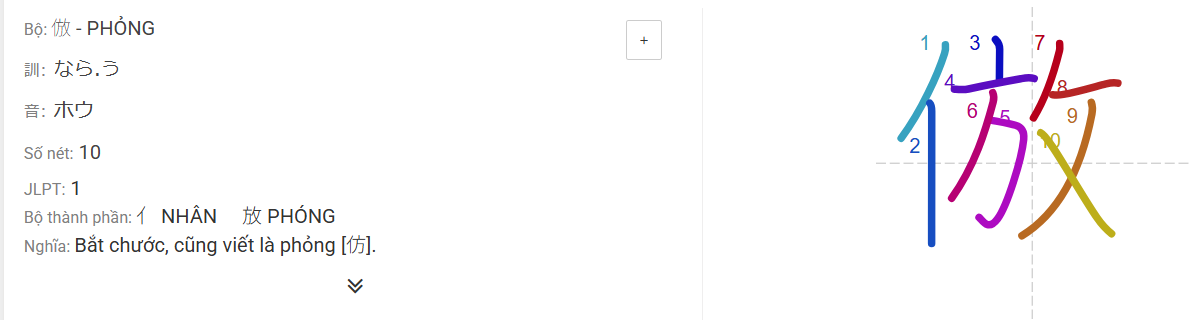 Bộ: 倣 - PHỎNG
+
訓: なら.う
音: ホウ
Số nét: 10
JLPT: 1
Bộ thành phần: 亻 NHÂN 放 PHÓNG
Nghĩa: Bắt chước, cũng viết là phỏng [仿].
倣
1
2
3
4
5
6
7
8
9
10